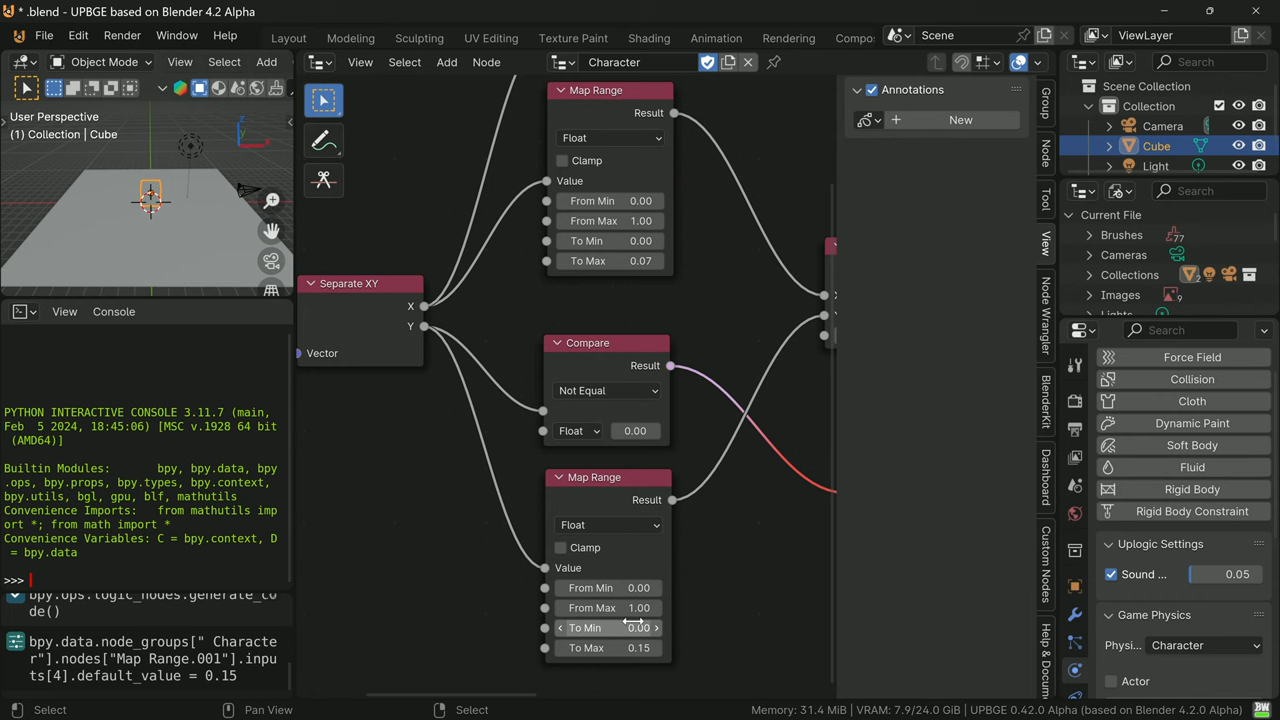 * .blend - UPBGE based on Blender 4.2 Alpha
File Edit Render Window Help
Layout Modeling Sculpting UV Editing Texture Paint Shading Animation Rendering Compo
Scene
ViewLayer
Object Mode View Select Add
View Select Add Node
Character
Search
User Perspective
(1) Collection | Cube
Z
Separate XY
X
Y
Vector
Map Range
Result
Float
Clamp
Value
From Min 0.00
From Max 1.00
To Min 0.00
To Max 0.07
Compare
Result
Not Equal
Float 0.00
Map Range
Result
Float
Clamp
Value
From Min 0.00
From Max 1.00
To Min 0.00
To Max 0.15
Annotations
New
Group
Node
Tool
View
Node Wrangler
BlenderKit
Dashboard
Custom Nodes
Help & Docum
Scene Collection
Collection
Camera
Cube
Light
Search
Current File
Brushes 77
Cameras
Collections 2
Images 9
Search
Force Field
Collision
Cloth
Dynamic Paint
Soft Body
Fluid
Rigid Body
Rigid Body Constraint
Uplogic Settings
Sound ... 0.05
Game Physics
Physi... Character
Actor
View Console
PYTHON INTERACTIVE CONSOLE 3.11.7 (main,
Feb 5 2024, 18:45:06) [MSC v.1928 64 bit
(AMD64)]
Builtin Modules: bpy, bpy.data, bpy
.ops, bpy.props, bpy.types, bpy.context,
bpy.utils, bgl, gpu, blf, mathutils
Convenience Imports: from mathutils imp
ort *; from math import *
Convenience Variables: C = bpy.context, D
= bpy.data
>>>
bpy.ops.logic_nodes.generate_co
de()
bpy.data.node_groups[" Characte
r"].nodes["Map Range.001"].inpu
ts[4].default_value = 0.15
Select
Pan View
Select
Memory: 31.4 MiB | VRAM: 7.9/24.0 GiB | UPBGE 0.42.0 Alpha (based on Blender 4.2.0 Alpha)
BW